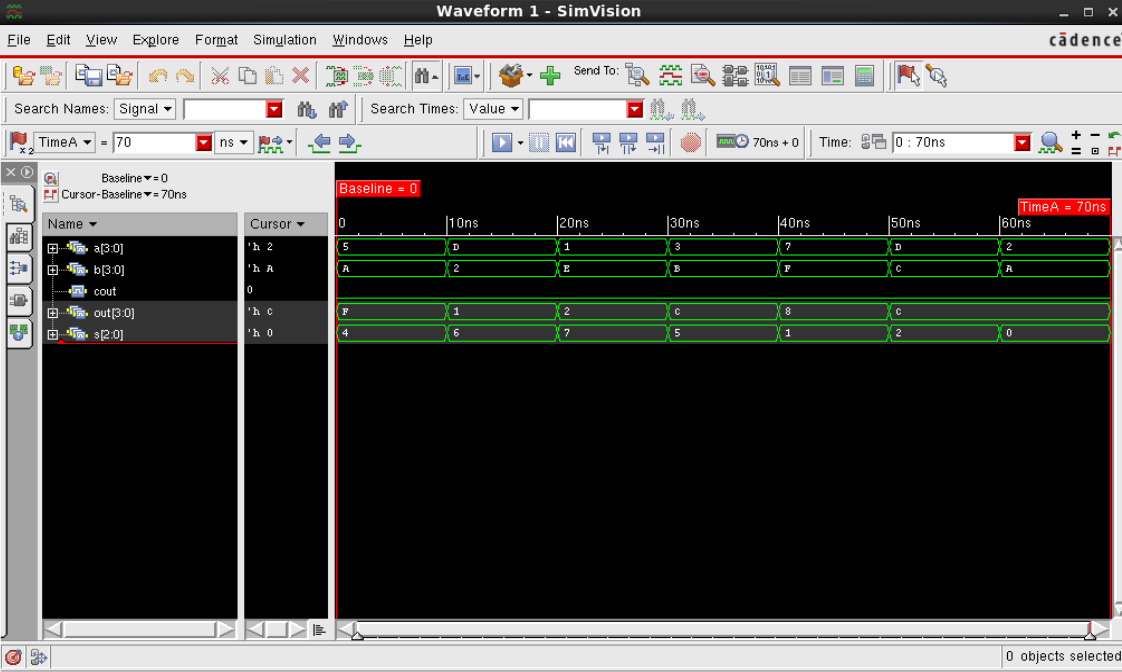 Waveform 1 - SimVision
File Edit View Explore Format Simulation Windows Help
cādence
Send To:
Search Names: Signal Search Times: Value
TimeA = 70 ns 70ns + 0 Time: 0 : 70ns
Baseline = 0
Cursor-Baseline = 70ns
Baseline = 0
TimeA = 70ns
Name Cursor 0 10ns 20ns 30ns 40ns 50ns 60ns
a[3:0] 'h 2 5 D 1 3 7 D 2
b[3:0] 'h A A 2 E B F C A
cout 0
out[3:0] 'h C F 1 2 C 8 C
s[2:0] 'h 0 4 6 7 5 1 2 0
0 objects selected